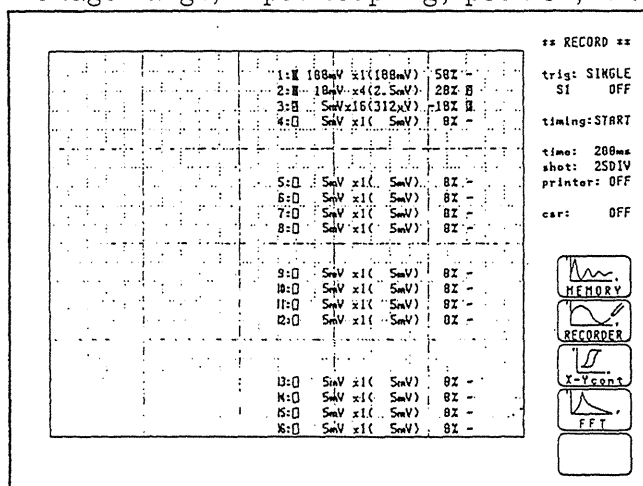 ** RECORD **
1: 100mV x1(100mV) 50% -
2: 10mV x4(2.5mV) 20%
3: 5mVx16(312µV) -10%
4: 5mV x1( 5mV) 0% -
5: 5mV x1( 5mV) 0% -
6: 5mV x1( 5mV) 0% -
7: 5mV x1( 5mV) 0% -
8: 5mV x1( 5mV) 0% -
9: 5mV x1( 5mV) 0% -
10: 5mV x1( 5mV) 0% -
11: 5mV x1( 5mV) 0% -
12: 5mV x1( 5mV) 0% -
13: 5mV x1( 5mV) 0% -
14: 5mV x1( 5mV) 0% -
15: 5mV x1( 5mV) 0% -
16: 5mV x1( 5mV) 0% -
trig: SINGLE
S1 OFF
timing:START
time: 200ms
shot: 25DIV
printer: OFF
csr: OFF
MEMORY
RECORDER
X-Ycont
FFT